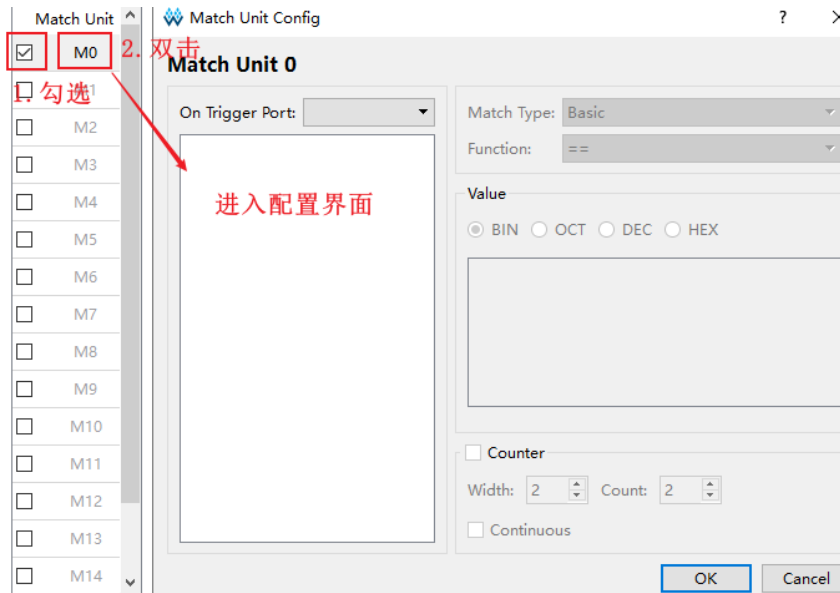 Match Unit
M0
1. 勾选
M2
M3
M4
M5
M6
M7
M8
M9
M10
M11
M12
M13
M14
2. 双击
Match Unit Config
?
Match Unit 0
On Trigger Port:
进入配置界面
Match Type: Basic
Function: ==
Value
BIN OCT DEC HEX
Counter
Width: 2 Count: 2
Continuous
OK Cancel